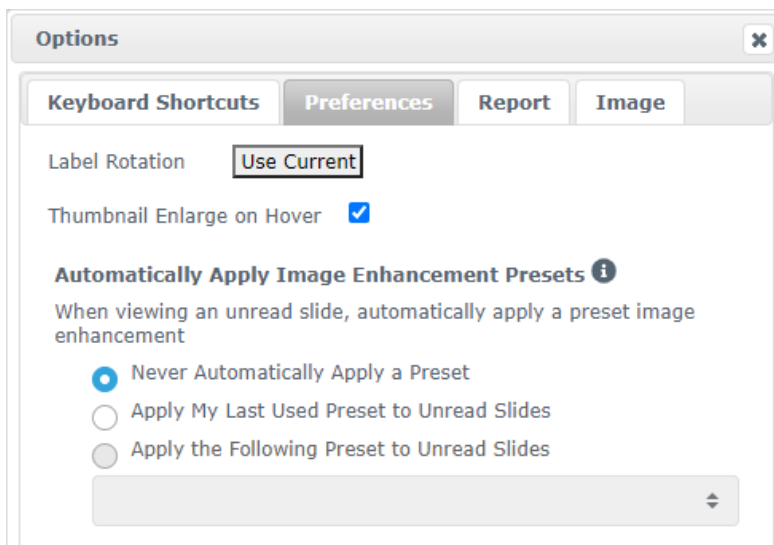 Options
Keyboard Shortcuts Preferences Report Image
Label Rotation Use Current
Thumbnail Enlarge on Hover
Automatically Apply Image Enhancement Presets
When viewing an unread slide, automatically apply a preset image
enhancement
Never Automatically Apply a Preset
Apply My Last Used Preset to Unread Slides
Apply the Following Preset to Unread Slides